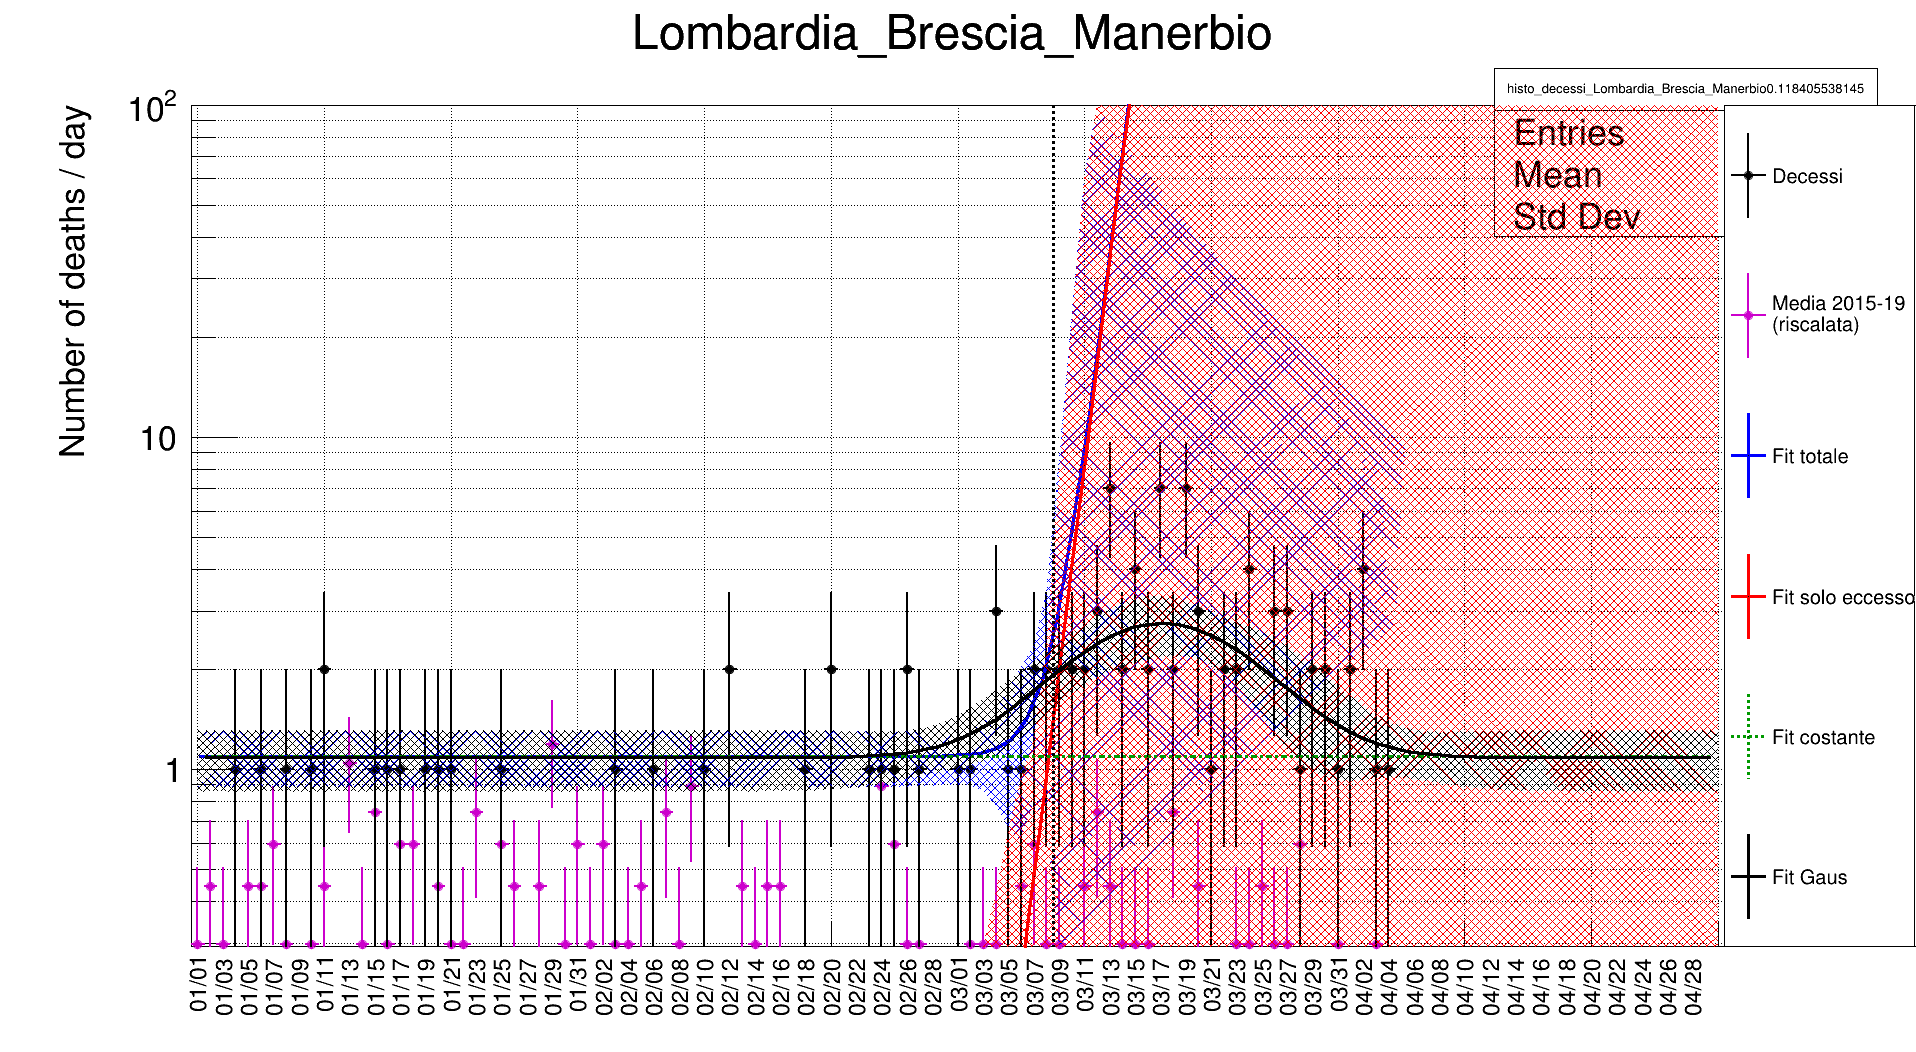 Lombardia_Brescia_Manerbio
histo_decessi_Lombardia_Brescia_Manerbio0.118405538145
Entries
Mean
Std Dev
Number of deaths / day
10²
10
1
Decessi
Media 2015-19
(riscalata)
Fit totale
Fit solo eccesso
Fit costante
Fit Gaus
01/01 01/03 01/05 01/07 01/09 01/11 01/13 01/15 01/17 01/19 01/21 01/23 01/25 01/27 01/29 01/31 02/02 02/04 02/06 02/08 02/10 02/12 02/14 02/16 02/18 02/20 02/22 02/24 02/26 02/28 03/01 03/03 03/05 03/07 03/09 03/11 03/13 03/15 03/17 03/19 03/21 03/23 03/25 03/27 03/29 03/31 04/02 04/04 04/06 04/08 04/10 04/12 04/14 04/16 04/18 04/20 04/22 04/24 04/26 04/28